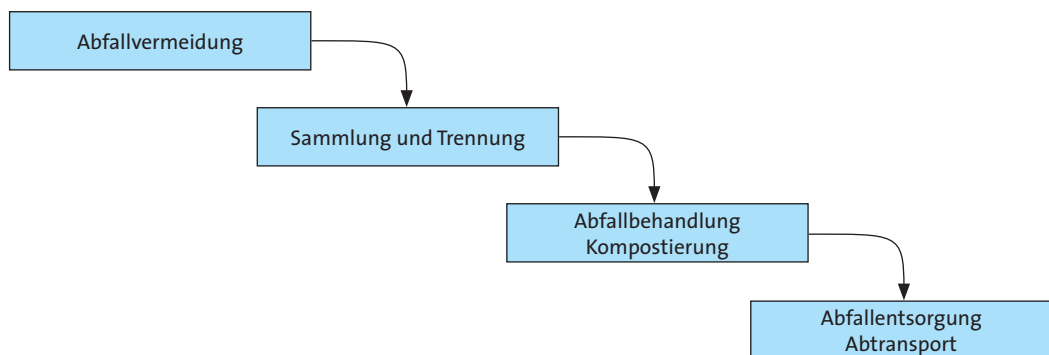 Abfallvermeidung
Sammlung und Trennung
Abfallbehandlung
Kompostierung
Abfallentsorgung
Abtransport